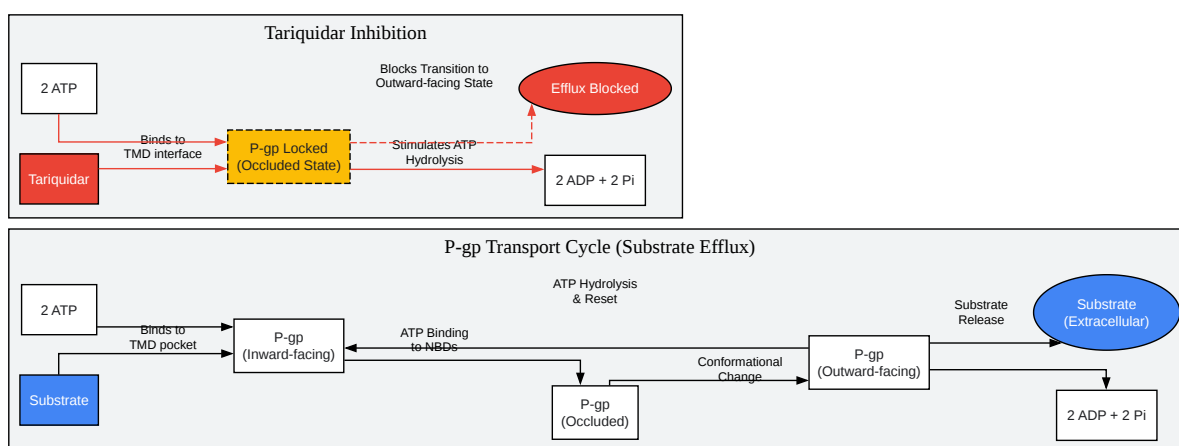 Tariquidar Inhibition
2 ATP
Blocks Transition to
Outward-facing State
Efflux Blocked
Binds to
TMD interface
P-gp Locked
(Occluded State)
Stimulates ATP
Hydrolysis
Tariquidar
2 ADP + 2 Pi
P-gp Transport Cycle (Substrate Efflux)
2 ATP
ATP Hydrolysis
& Reset
Substrate
Release
Substrate
(Extracellular)
Binds to
TMD pocket
P-gp
(Inward-facing)
ATP Binding
to NBDs
Conformational
Change
P-gp
(Outward-facing)
Substrate
P-gp
(Occluded)
2 ADP + 2 Pi